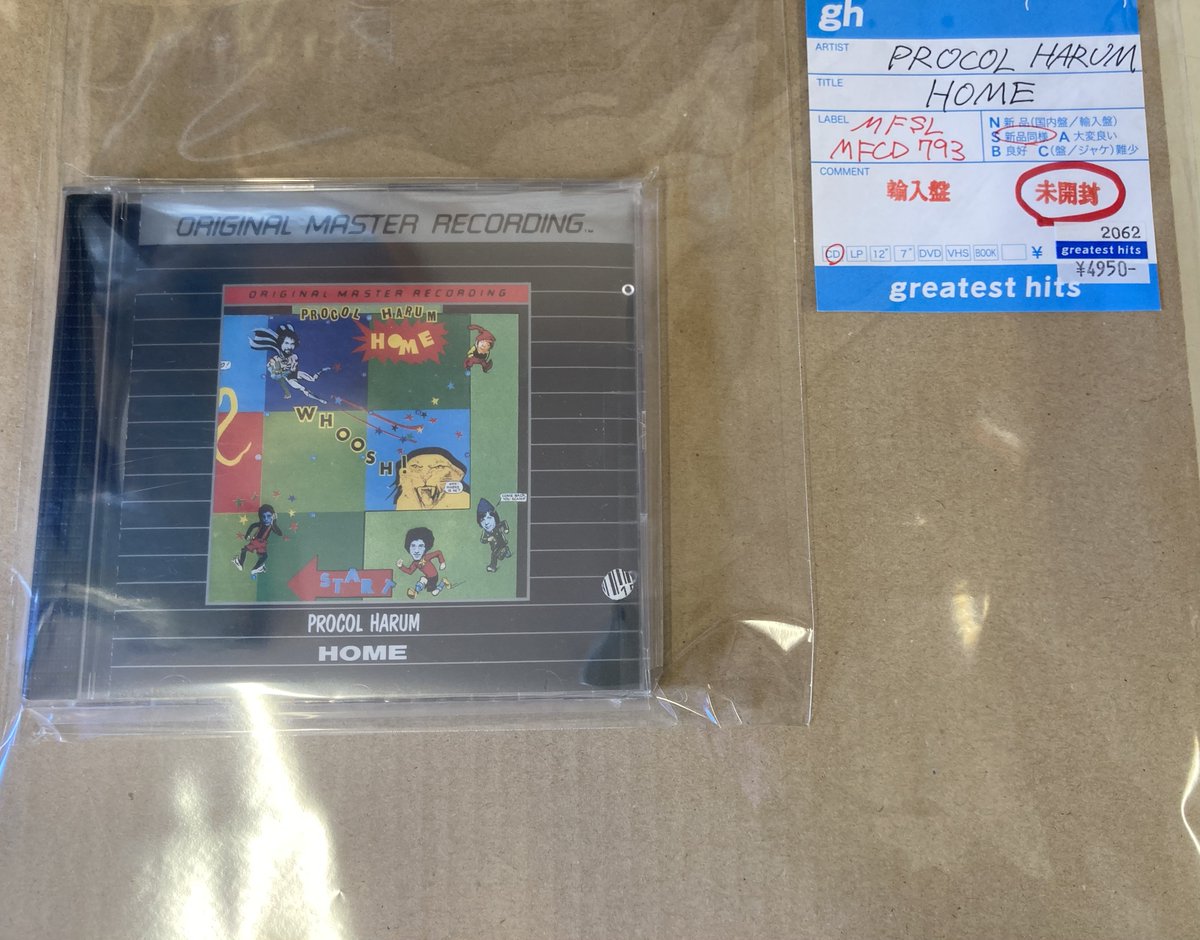 ORIGINAL MASTER RECORDING™
ORIGINAL MASTER RECORDING
PROCOL HARUM
HOME
WHOOSH!
COME BACK
START
PROCOL HARUM
HOME
gh
ARTIST PROCOL HARUM
TITLE HOME
LABEL MFSL
MFCD 793
N 新品(国内盤/輸入盤)
S 新品同様 A 大変良い
B 良好 C(盤/ジャケ)難少
COMMENT
輸入盤 未開封
2062
CD LP 12" 7" DVD VHS BOOK ¥
greatest hits
¥4950-
greatest hits